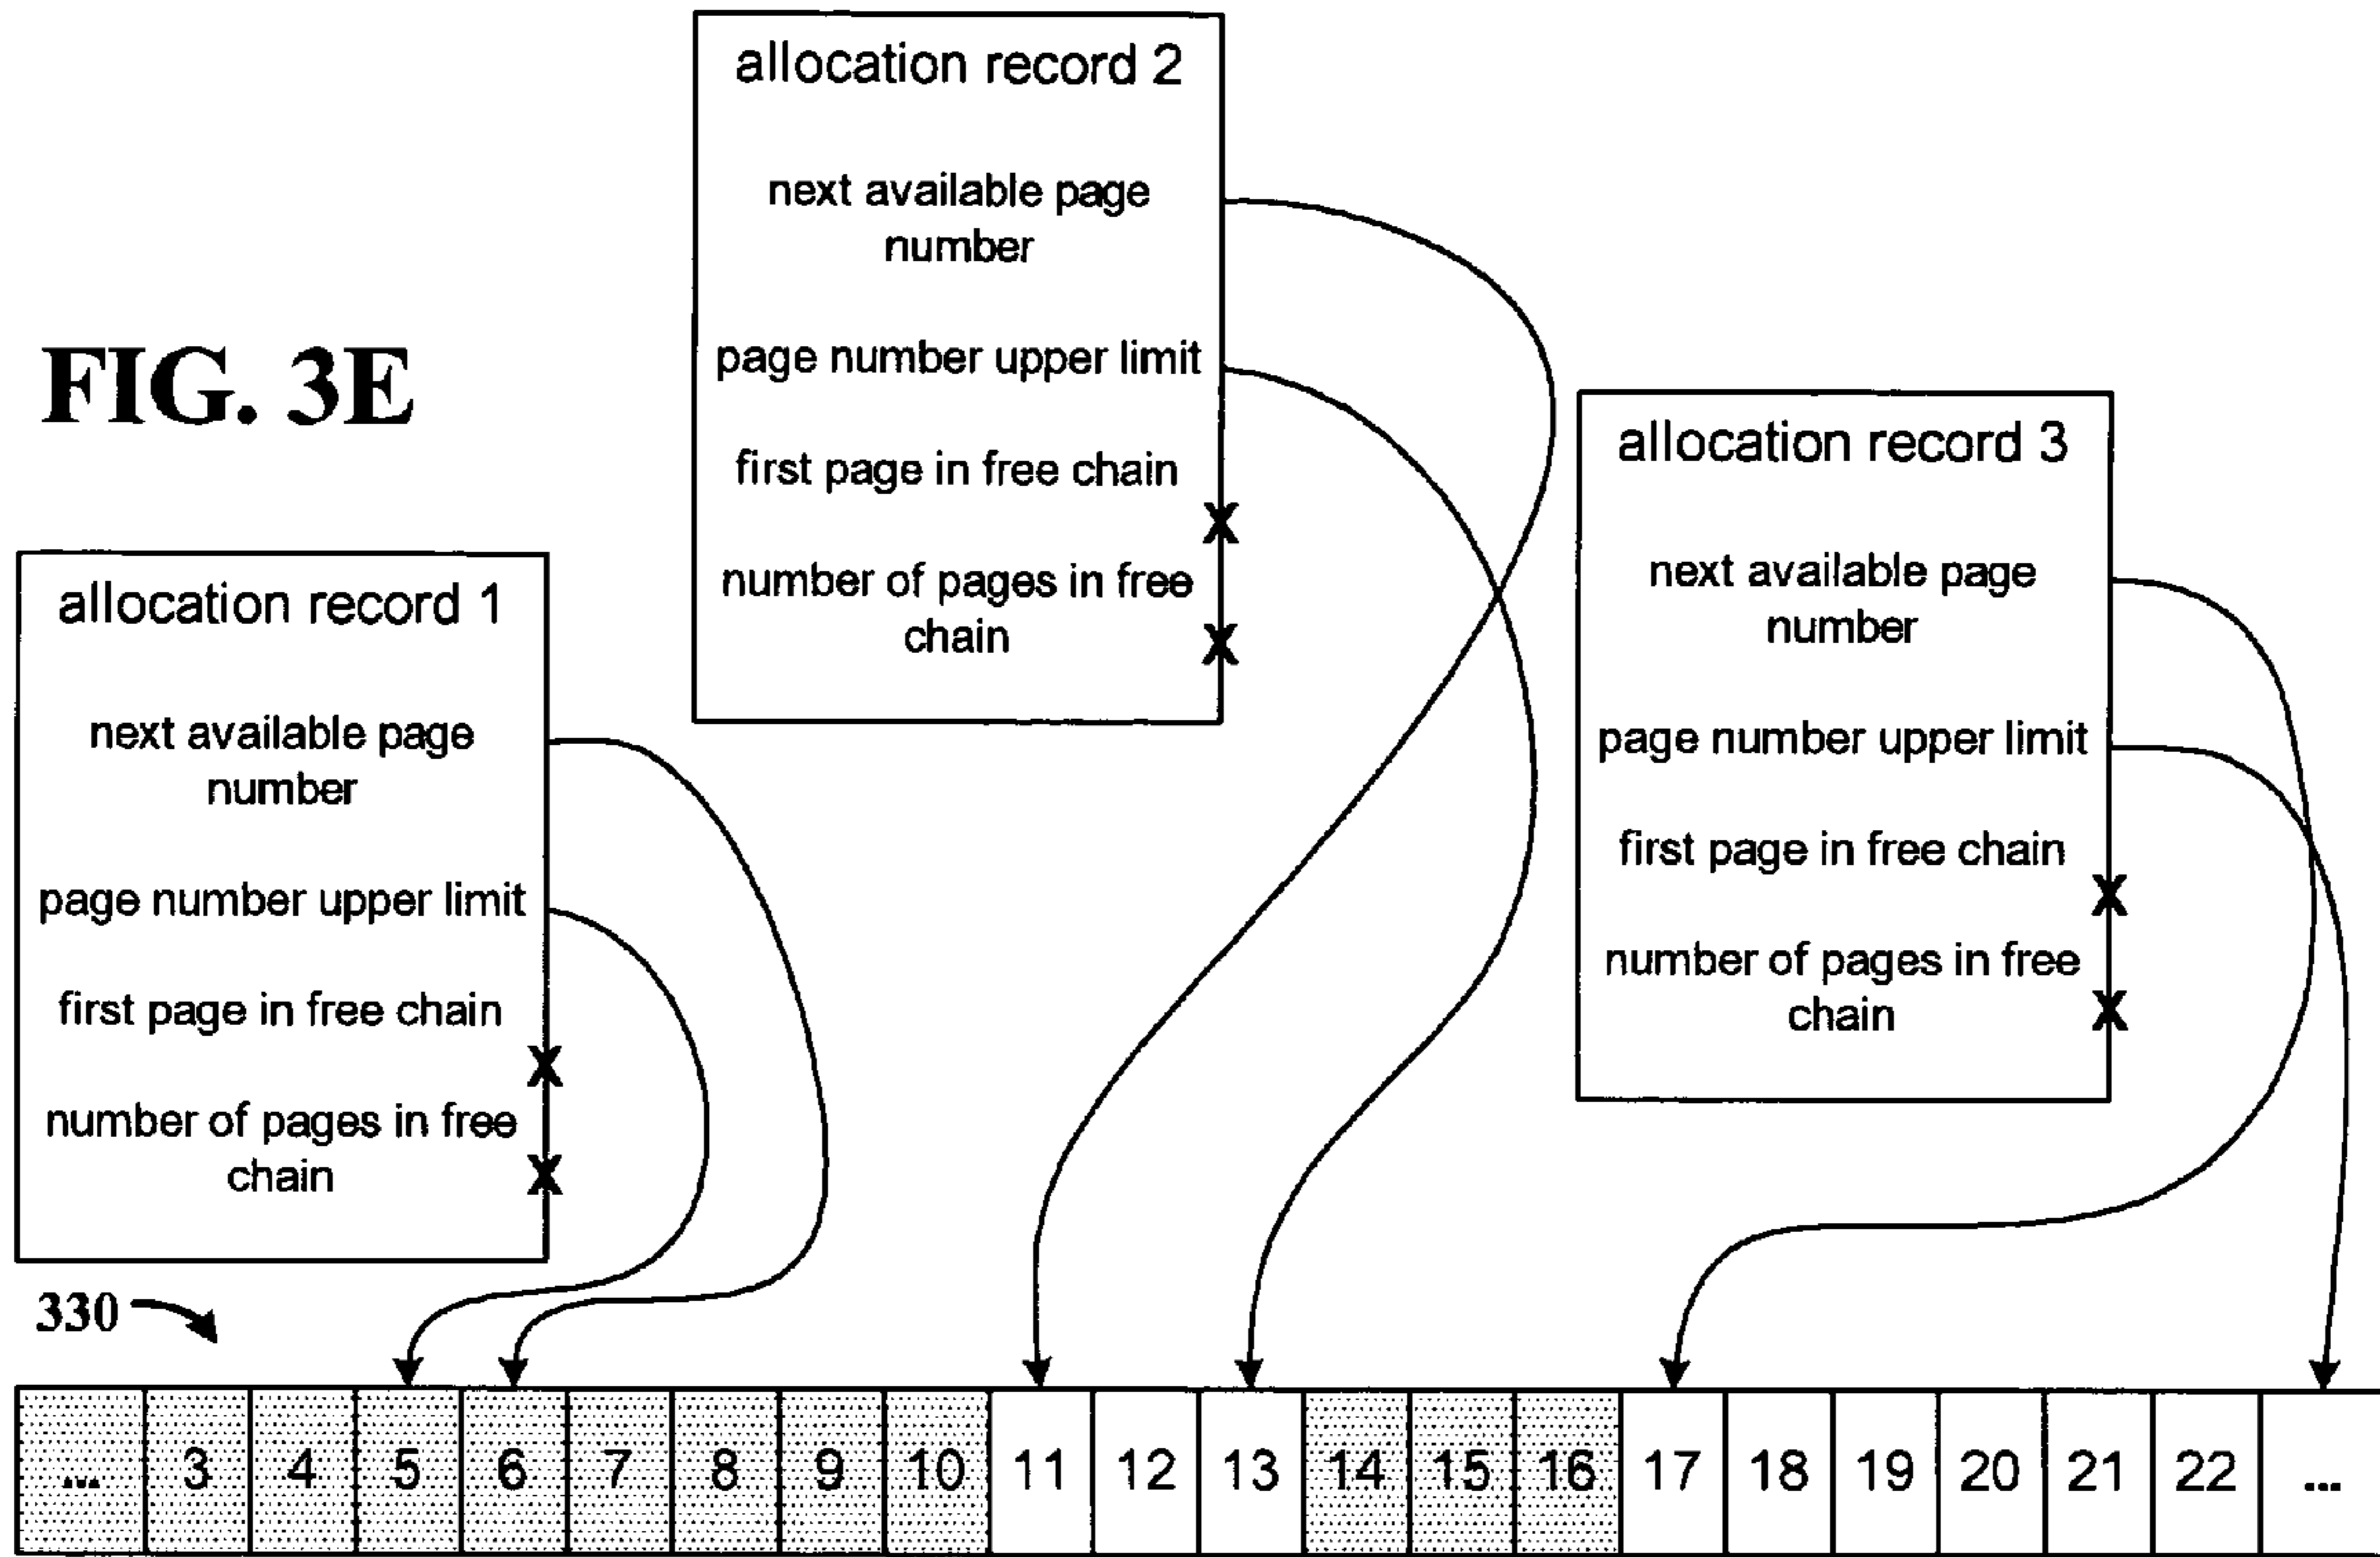 FIG. 3E
allocation record 1
next available page
number
page number upper limit
first page in free chain
X
number of pages in free
chain
X
allocation record 2
next available page
number
page number upper limit
first page in free chain
X
number of pages in free
chain
X
allocation record 3
next available page
number
page number upper limit
first page in free chain
X
number of pages in free
chain
X
330
... 3 4 5 6 7 8 9 10 11 12 13 14 15 16 17 18 19 20 21 22 ...